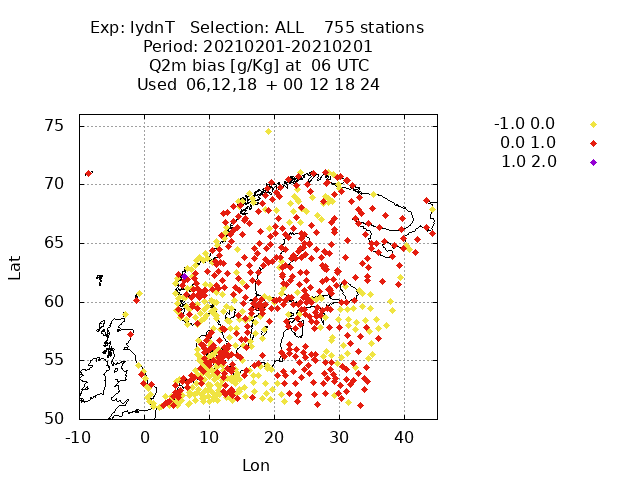 Exp: lydnT Selection: ALL 755 stations
Period: 20210201-20210201
Q2m bias [g/Kg] at 06 UTC
Used 06,12,18 + 00 12 18 24
-1.0 0.0
0.0 1.0
1.0 2.0
75
70
65
60
55
50
Lat
-10 0 10 20 30 40
Lon